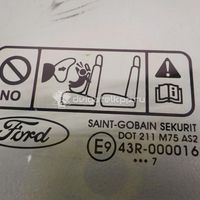 NO
Ford
SAINT-GOBAIN SEKURIT
DOT 211 M75 AS2
E9 43R-000016
••• 7